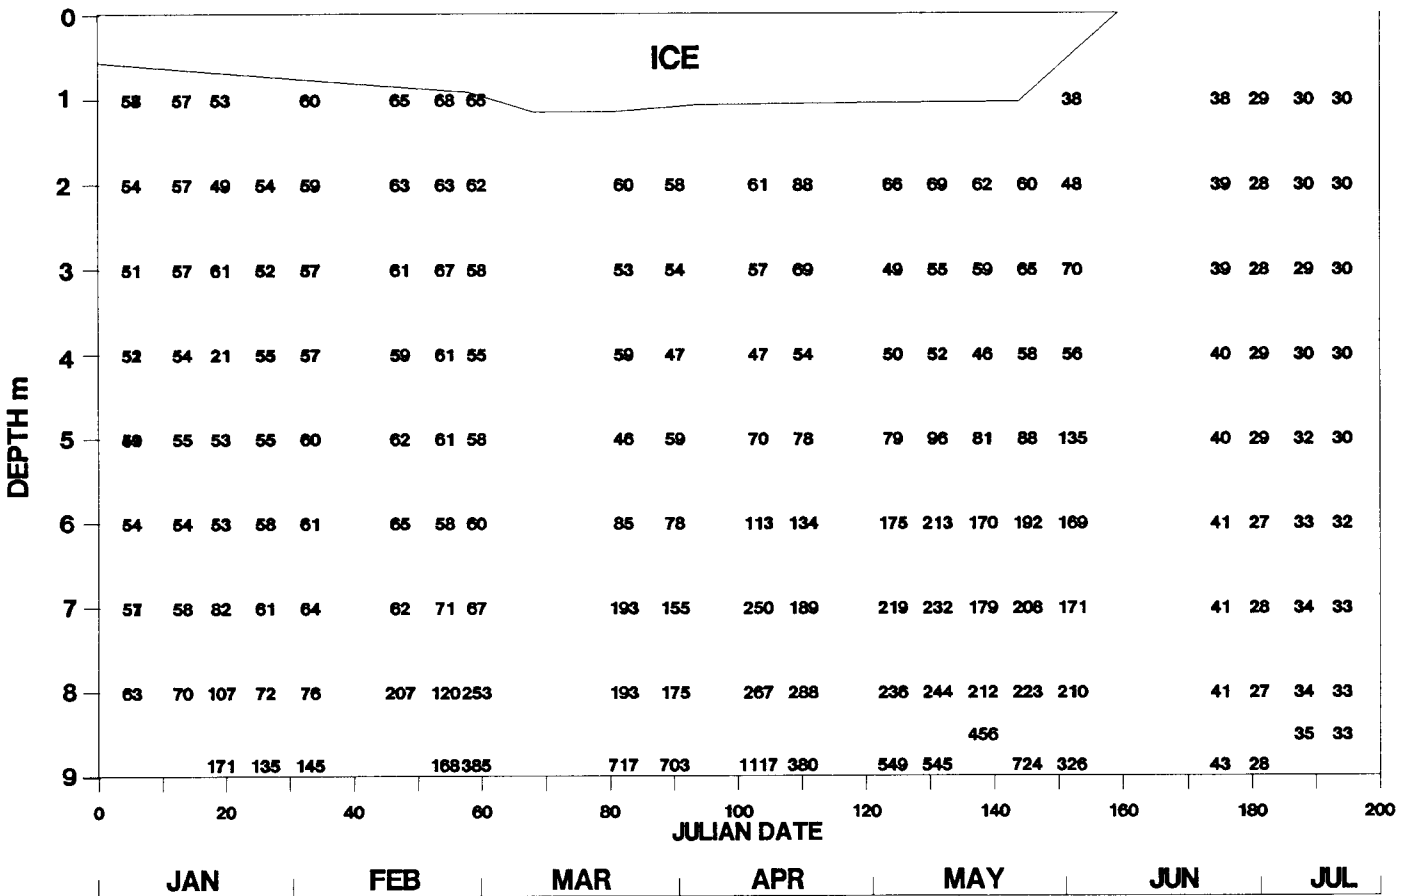 0
ICE
1 57 53 60 65 68 38 38 29 30 30
2 54 57 49 54 59 63 63 62 60 58 61 88 66 69 62 60 48 39 28 30 30
3 51 57 61 52 57 61 67 58 53 54 57 69 49 55 59 65 70 39 28 29 30
4 52 54 21 55 57 59 61 55 59 47 47 54 50 52 46 58 56 40 29 30 30
5 55 53 55 60 62 61 58 46 59 70 78 79 96 81 88 135 40 29 32 30
6 54 54 53 58 61 65 58 60 85 78 113 134 175 213 170 192 169 41 27 33 32
7 57 58 82 61 64 62 71 67 193 155 250 189 219 232 179 208 171 41 28 34 33
8 63 70 107 72 76 207 120 253 193 175 267 288 236 244 212 223 210 41 27 34 33
456 35 33
171 135 145 168 385 717 703 1117 380 549 545 724 326 43 28
9
DEPTH m
0 20 40 60 80 100 120 140 160 180 200
JULIAN DATE
JAN FEB MAR APR MAY JUN JUL